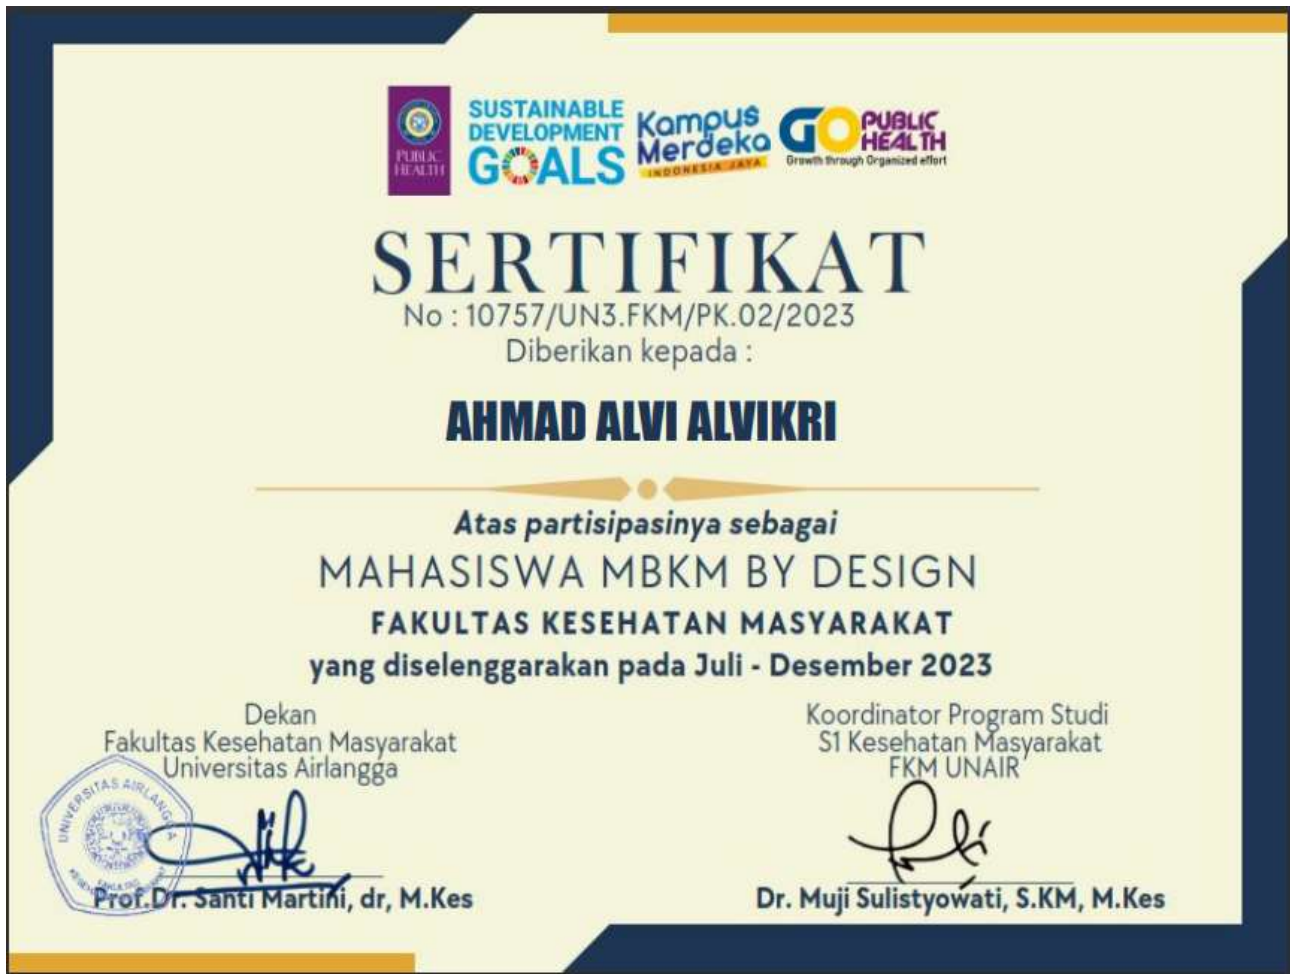 PUBLIC
HEALTH
SUSTAINABLE
DEVELOPMENT
GOALS
Kampus
Merdeka
INDONESIA JAYA
GO PUBLIC
HEALTH
Growth through Organized effort
SERTIFIKAT
No : 10757/UN3.FKM/PK.02/2023
Diberikan kepada :
AHMAD ALVI ALVIKRI
Atas partisipasinya sebagai
MAHASISWA MBKM BY DESIGN
FAKULTAS KESEHATAN MASYARAKAT
yang diselenggarakan pada Juli - Desember 2023
Dekan
Fakultas Kesehatan Masyarakat
Universitas Airlangga
UNIVERSITAS AIRLANGGA
FAKULTAS
Prof.Dr. Santi Martini, dr, M.Kes
Koordinator Program Studi
S1 Kesehatan Masyarakat
FKM UNAIR
Dr. Muji Sulistyowati, S.KM, M.Kes